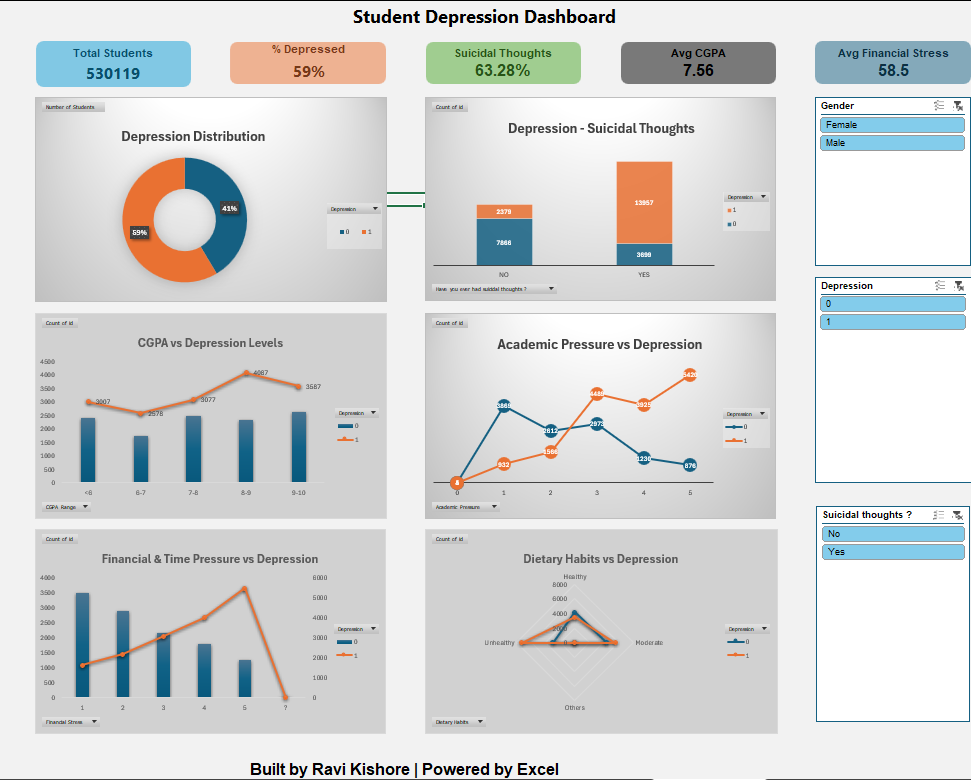 Student Depression Dashboard
Total Students
530119
% Depressed
59%
Suicidal Thoughts
63.28%
Avg CGPA
7.56
Avg Financial Stress
58.5
Number of Students
Depression Distribution
41%
59%
Depression
0 1
Count of id
Depression - Suicidal Thoughts
2379
7866
13957
3699
NO YES
Depression
1
0
Have you ever had suicidal thoughts ?
Gender
Female
Male
Count of id
CGPA vs Depression Levels
4500
4000
3500
3000
2500
2000
1500
1000
500
0
3007
2578
3077
4087
3587
<6 6-7 7-8 8-9 9-10
Depression
0
1
CGPA Range
Count of id
Academic Pressure vs Depression
932
2612
1566
2973
1236
876
0 1 2 3 4 5
Depression
0
1
Academic Pressure
Depression
0
1
Count of id
Financial & Time Pressure vs Depression
4000
3500
3000
2500
2000
1500
1000
500
0
6000
5000
4000
3000
2000
1000
0
1 2 3 4 5 ?
Depression
0
1
Financial Stress
Count of id
Dietary Habits vs Depression
Healthy
8000
6000
4000
2000
0
Unhealthy
Moderate
Others
Depression
0
1
Dietary Habits
Suicidal thoughts ?
No
Yes
Built by Ravi Kishore | Powered by Excel